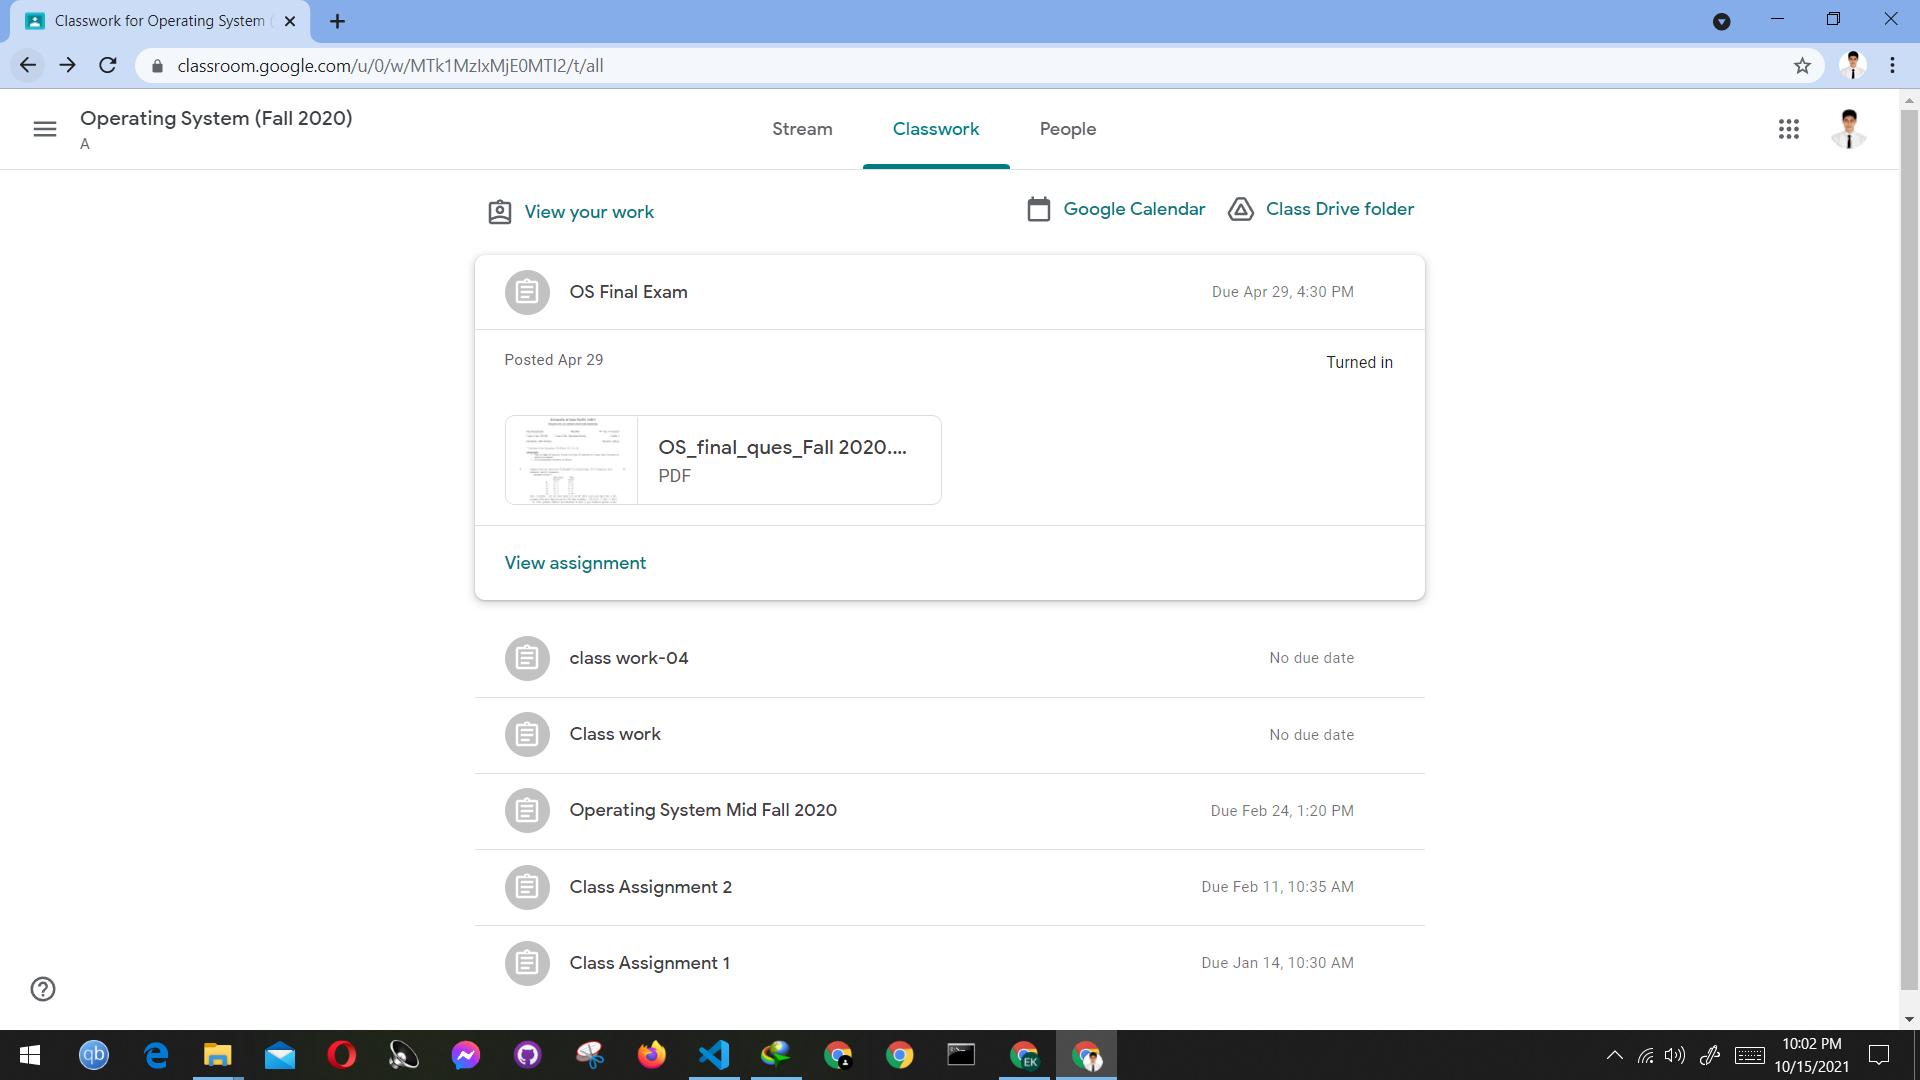 Classwork for Operating System (
classroom.google.com/u/0/w/MTk1MzIxMjE0MTI2/t/all
Operating System (Fall 2020)
A
Stream
Classwork
People
View your work
Google Calendar
Class Drive folder
OS Final Exam
Due Apr 29, 4:30 PM
Posted Apr 29
Turned in
OS_final_ques_Fall 2020....
PDF
View assignment
class work-04
No due date
Class work
No due date
Operating System Mid Fall 2020
Due Feb 24, 1:20 PM
Class Assignment 2
Due Feb 11, 10:35 AM
Class Assignment 1
Due Jan 14, 10:30 AM
qb
EK
10:02 PM
10/15/2021